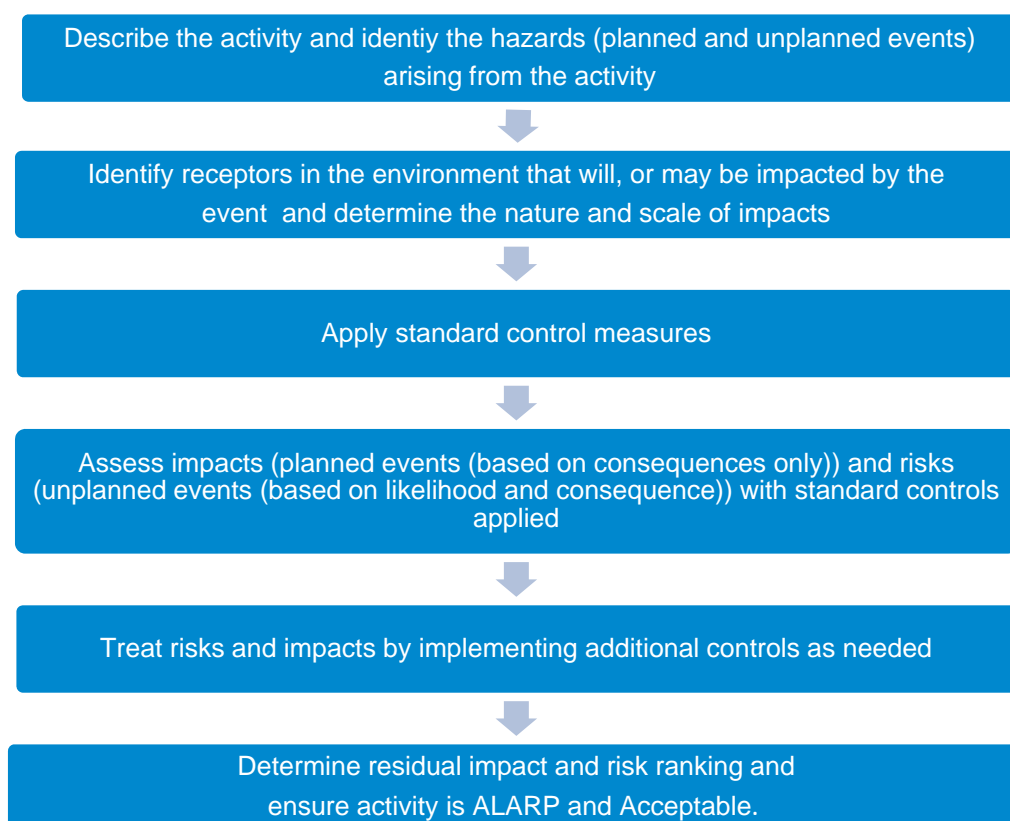 Describe the activity and identiy the hazards (planned and unplanned events)
arising from the activity
Identify receptors in the environment that will, or may be impacted by the
event and determine the nature and scale of impacts
Apply standard control measures
Assess impacts (planned events (based on consequences only)) and risks
(unplanned events (based on likelihood and consequence)) with standard controls
applied
Treat risks and impacts by implementing additional controls as needed
Determine residual impact and risk ranking and
ensure activity is ALARP and Acceptable.